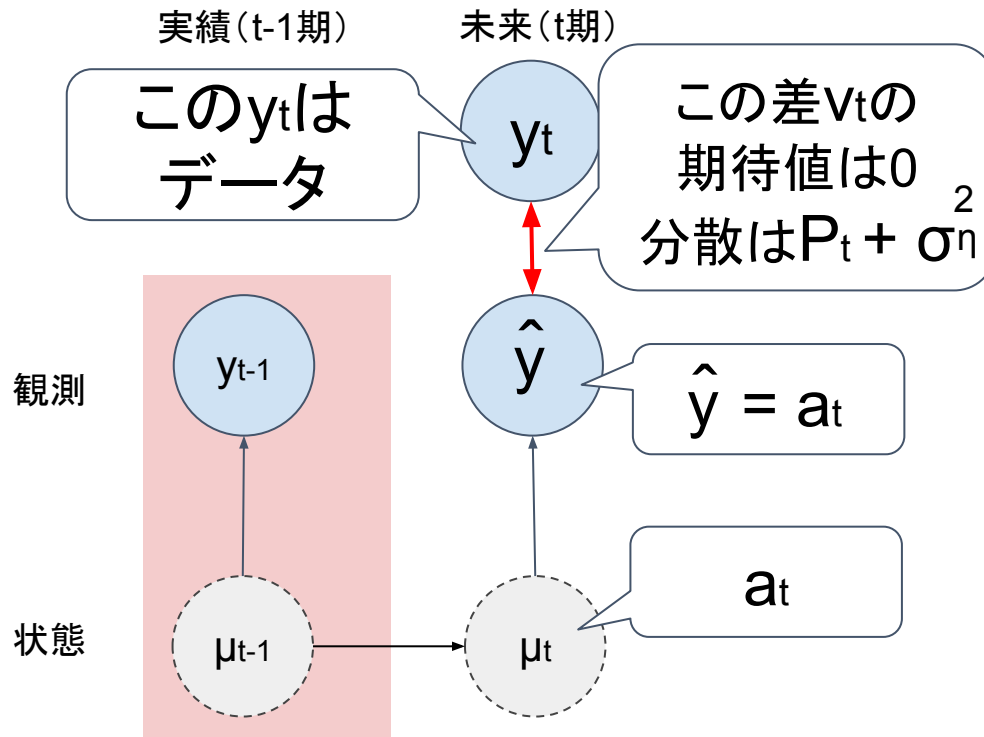 実績（t-1期）
未来（t期）
このytは
データ
yt
この差vtの
期待値は0
分散はPt + σ²η
観測
yt-1
ŷ
ŷ = at
状態
μt-1
μt
at